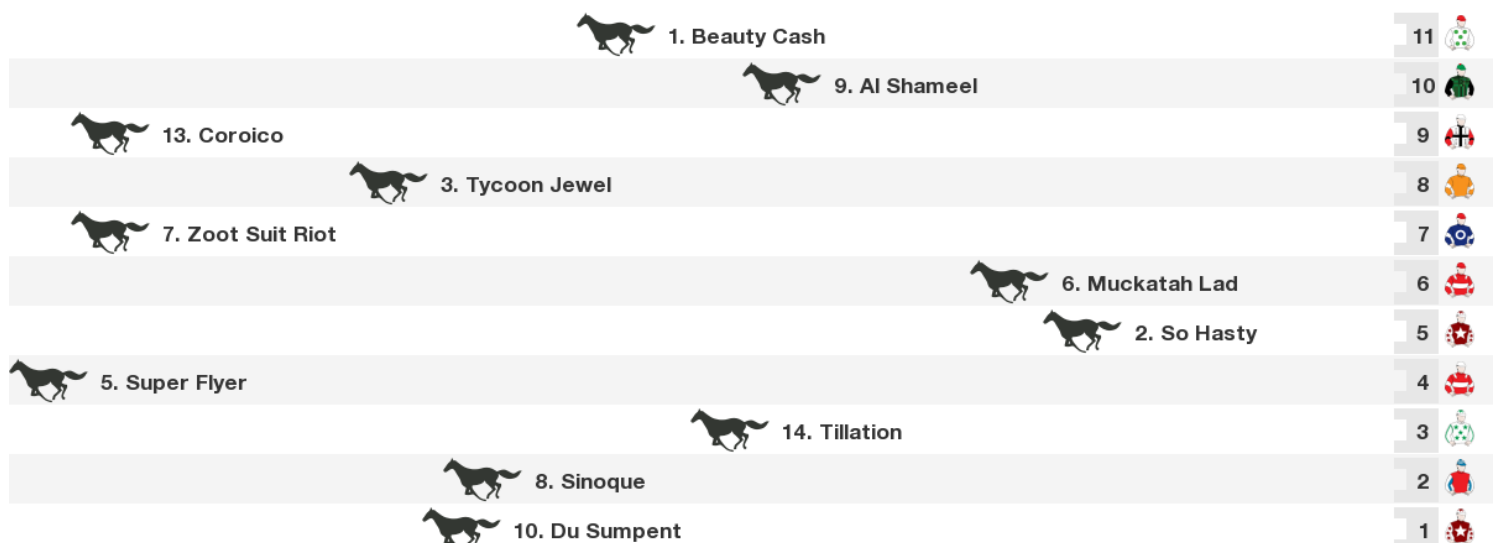 1. Beauty Cash 11
9. Al Shameel 10
13. Coroico 9
3. Tycoon Jewel 8
7. Zoot Suit Riot 7
6. Muckatah Lad 6
2. So Hasty 5
5. Super Flyer 4
14. Tillation 3
8. Sinoque 2
10. Du Sumpent 1